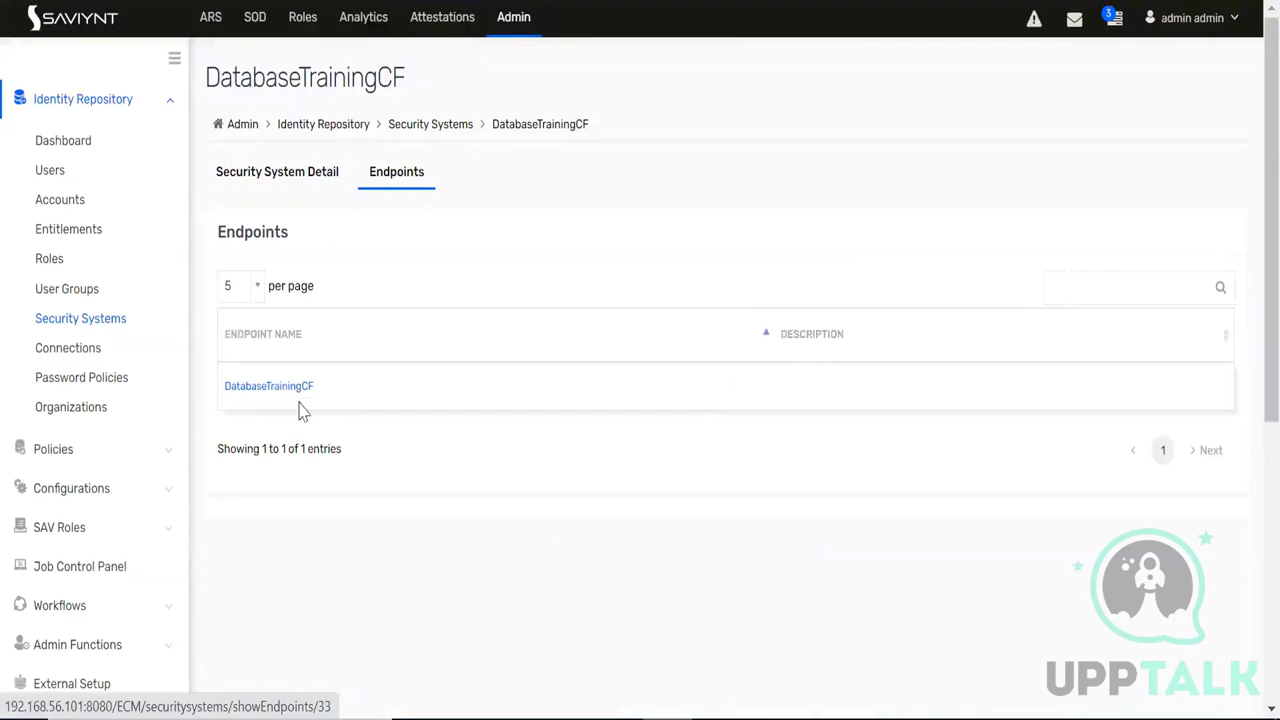 SAVIYNT
ARS
SOD
Roles
Analytics
Attestations
Admin
3
admin admin
Identity Repository
Dashboard
Users
Accounts
Entitlements
Roles
User Groups
Security Systems
Connections
Password Policies
Organizations
Policies
Configurations
SAV Roles
Job Control Panel
Workflows
Admin Functions
External Setup
DatabaseTrainingCF
Admin > Identity Repository > Security Systems > DatabaseTrainingCF
Security System Detail
Endpoints
Endpoints
5 per page
ENDPOINT NAME
DESCRIPTION
DatabaseTrainingCF
Showing 1 to 1 of 1 entries
< 1 > Next
UPPTALK
192.168.56.101:8080/ECM/securitysystems/showEndpoints/33